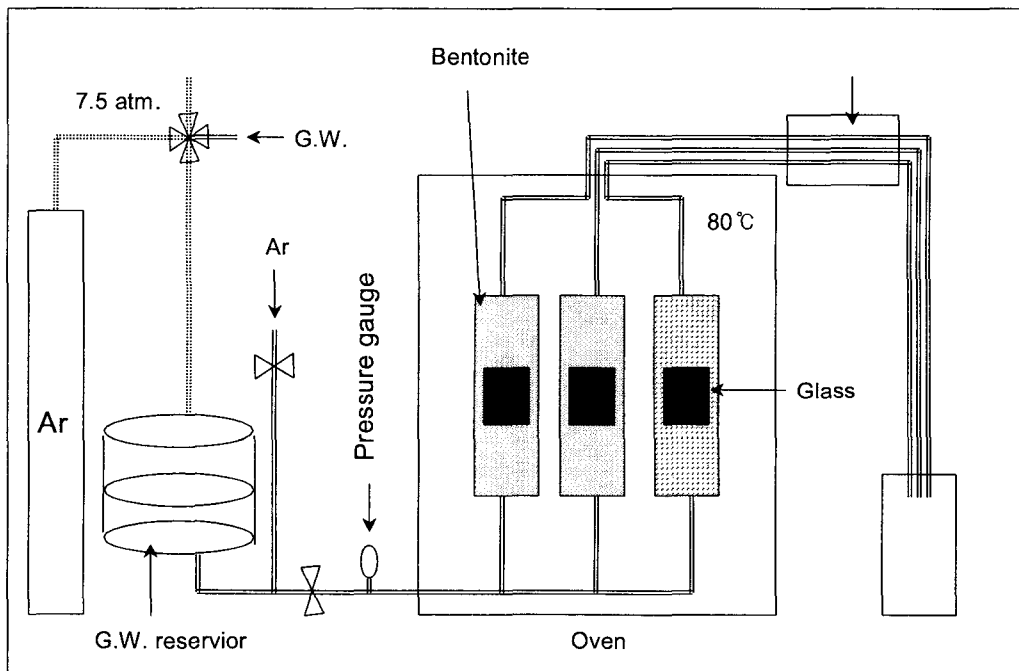 Bentonite
7.5 atm.
G.W.
80℃
Ar
Pressure gauge
Glass
Ar
G.W. reservior
Oven